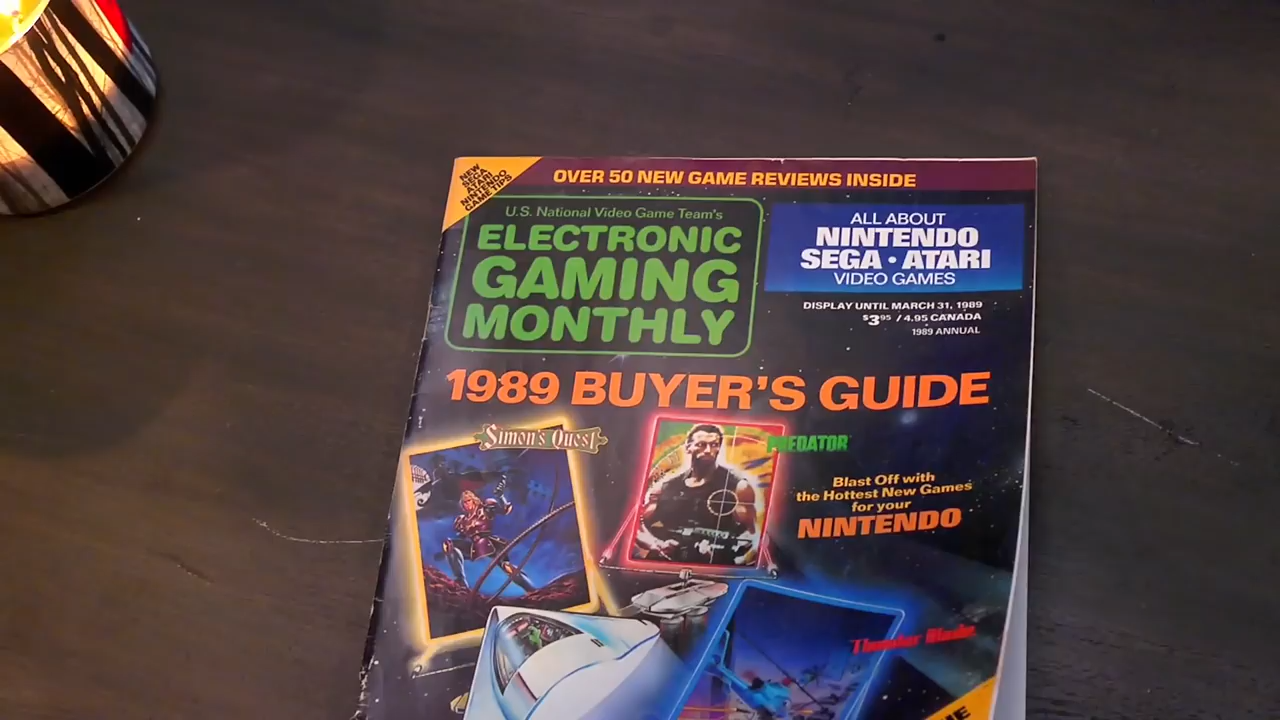 NEW
SEGA
ATARI
NINTENDO
GAME TIPS
OVER 50 NEW GAME REVIEWS INSIDE
U.S. National Video Game Team's
ELECTRONIC
GAMING
MONTHLY
ALL ABOUT
NINTENDO
SEGA • ATARI
VIDEO GAMES
DISPLAY UNTIL MARCH 31, 1989
$3.95 / 4.95 CANADA
1989 ANNUAL
1989 BUYER'S GUIDE
Simon's Quest
PREDATOR
Blast Off with
the Hottest New Games
for your
NINTENDO
Thunder Blade